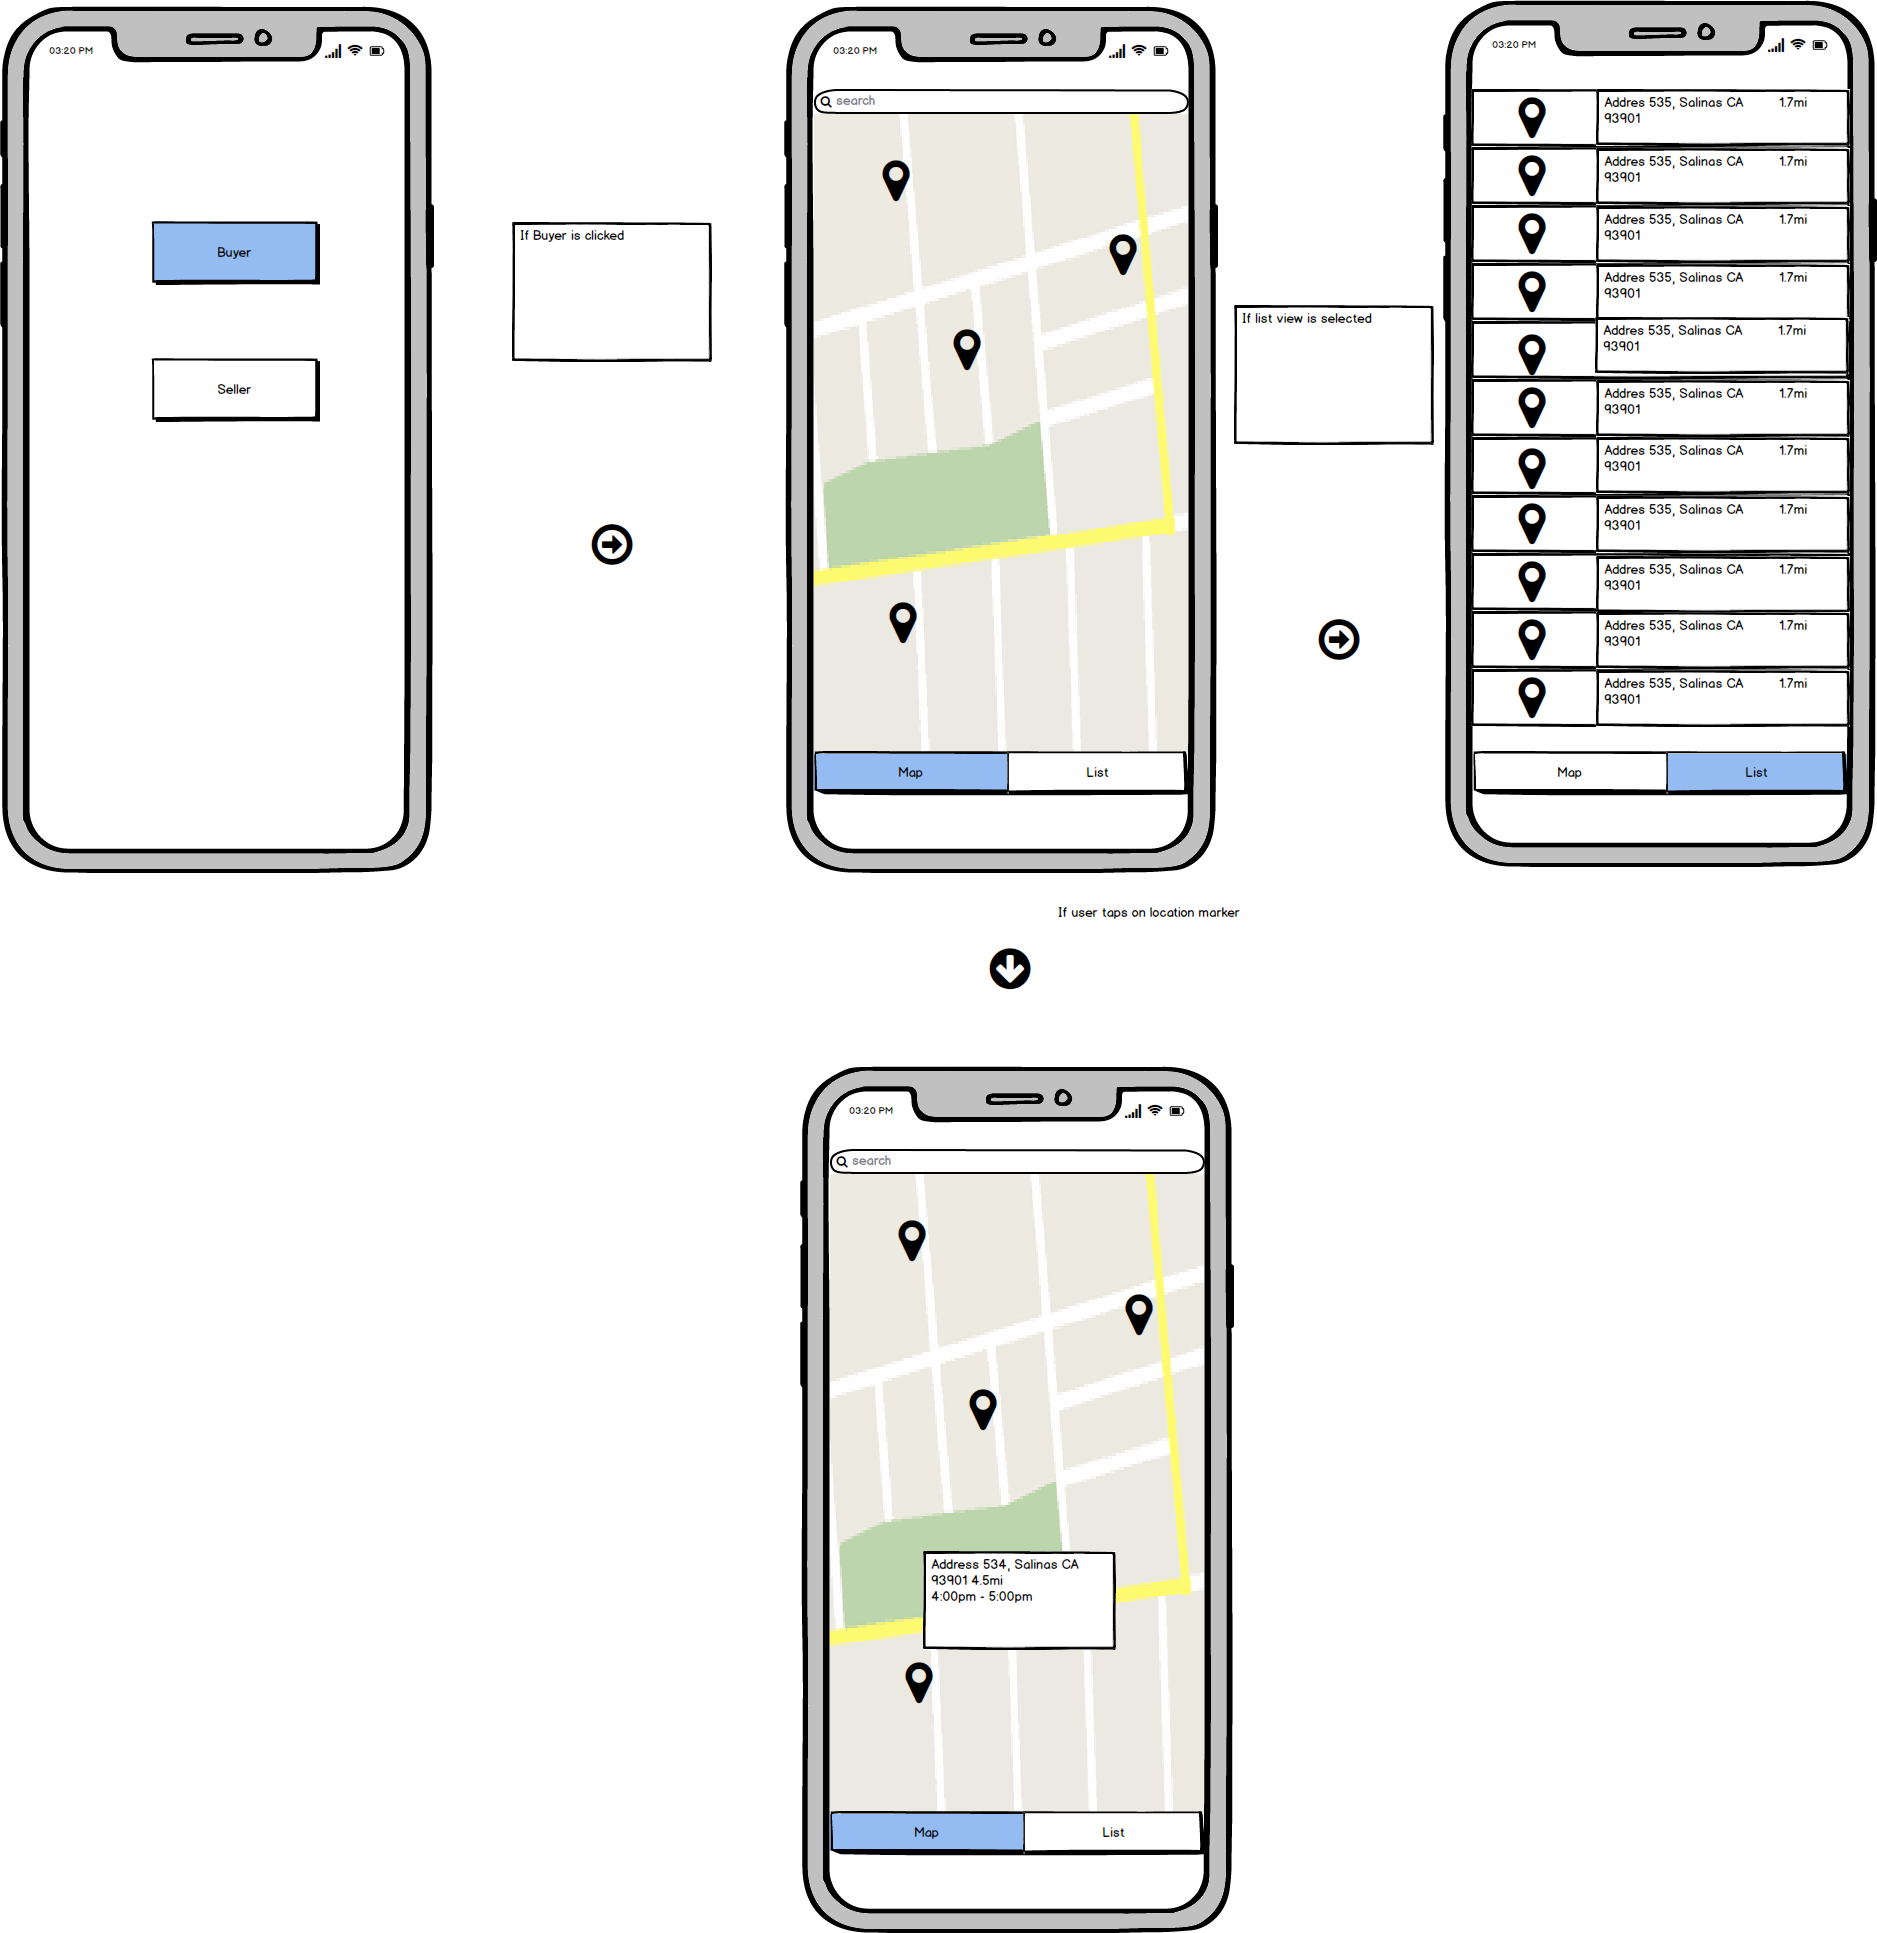 03:20 PM
Buyer
Seller
If Buyer is clicked
03:20 PM
search
Map
List
If list view is selected
03:20 PM
Addres 535, Salinas CA 1.7mi
93901
Addres 535, Salinas CA 1.7mi
93901
Addres 535, Salinas CA 1.7mi
93901
Addres 535, Salinas CA 1.7mi
93901
Addres 535, Salinas CA 1.7mi
93901
Addres 535, Salinas CA 1.7mi
93901
Addres 535, Salinas CA 1.7mi
93901
Addres 535, Salinas CA 1.7mi
93901
Addres 535, Salinas CA 1.7mi
93901
Addres 535, Salinas CA 1.7mi
93901
Addres 535, Salinas CA 1.7mi
93901
Map
List
If user taps on location marker
03:20 PM
search
Address 534, Salinas CA
93901 4.5mi
4:00pm - 5:00pm
Map
List